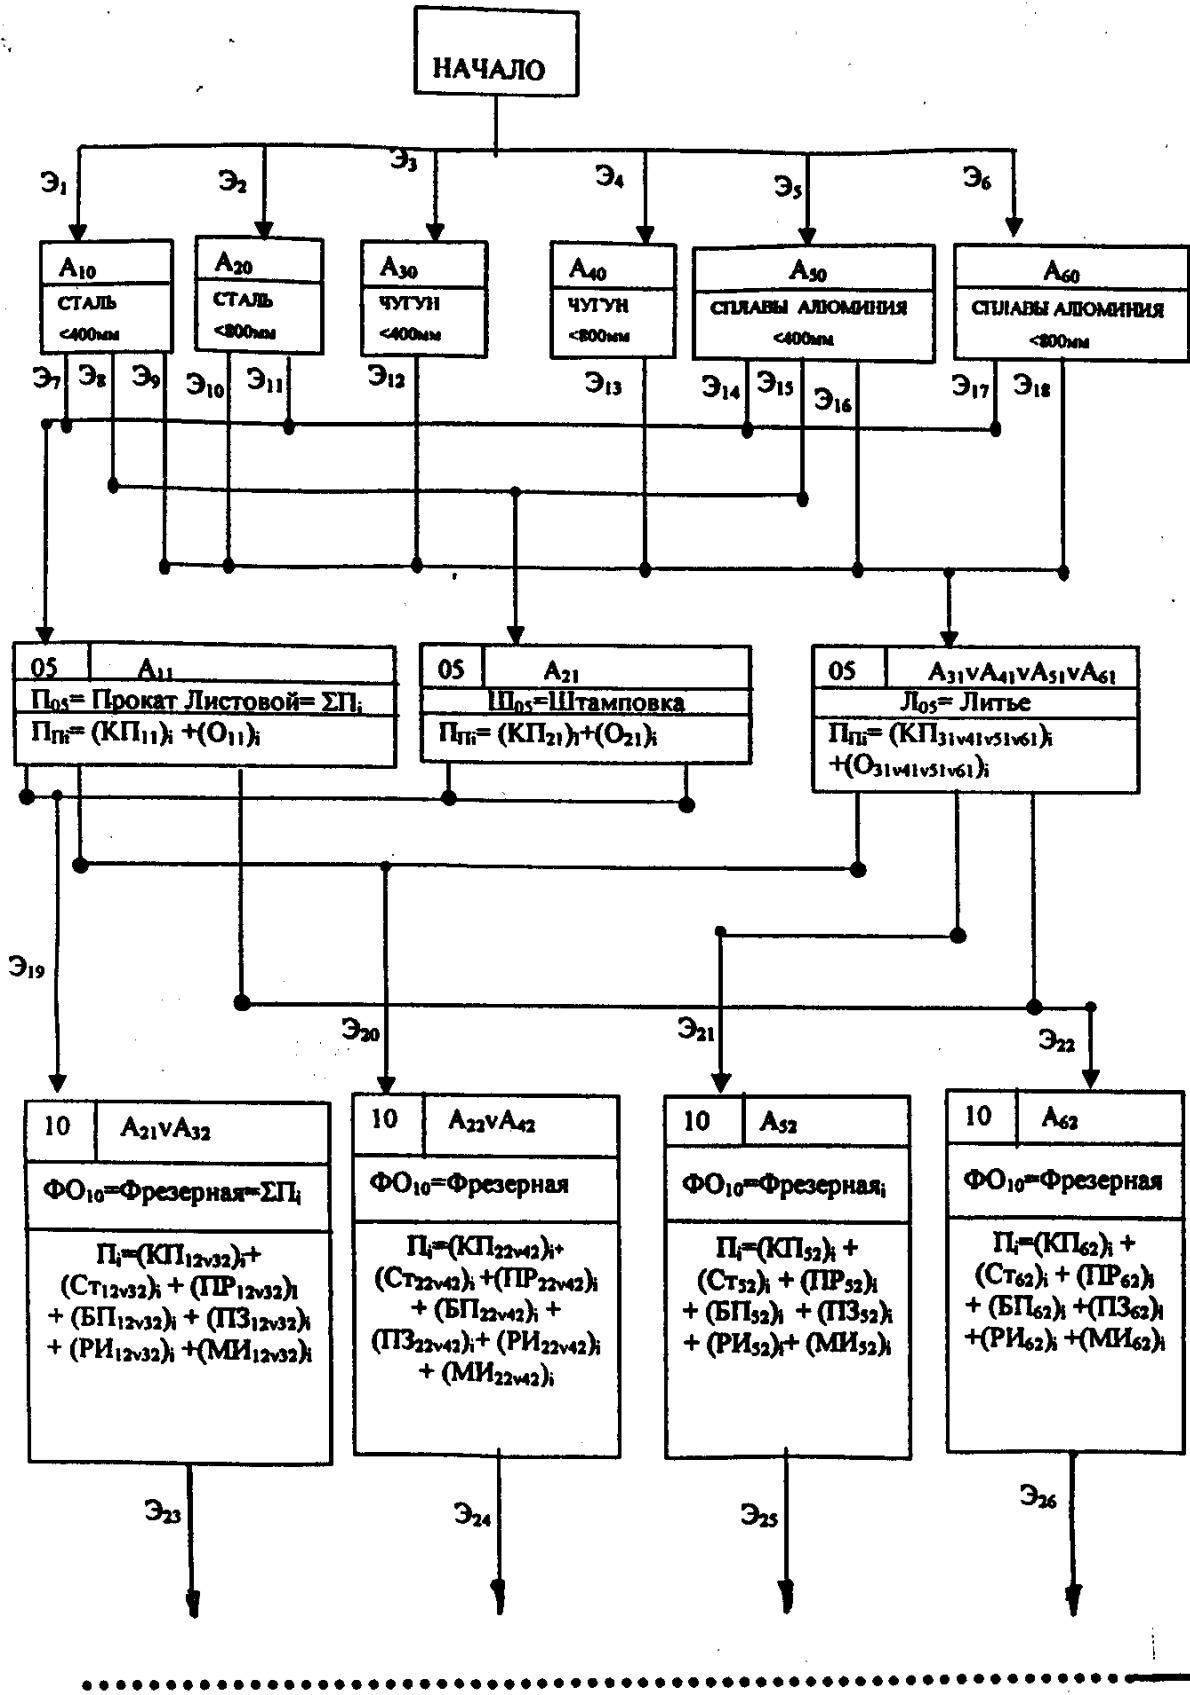 НАЧАЛО
Э1
Э2
Э3
Э4
Э5
Э6
А10
СТАЛЬ
<400мм
А20
СТАЛЬ
<800мм
А30
ЧУГУН
<400мм
А40
ЧУГУН
<800мм
А50
СПЛАВЫ АЛЮМИНИЯ
<400мм
А60
СПЛАВЫ АЛЮМИНИЯ
<800мм
Э7
Э8
Э9
Э10
Э11
Э12
Э13
Э14
Э15
Э16
Э17
Э18
05
А11
П05= Прокат Листовой= ΣПi
ППi= (КП11)i +(О11)i
05
А21
Ш05=Штамповка
ППi= (КП21)i+(О21)i
05
А31vА41vА51vА61
Л05= Литье
ППi= (КП31v41v51v61)i
+(О31v41v51v61)i
Э19
Э20
Э21
Э22
10
А21vА32
ФО10=Фрезерная=ΣПi
Пi=(КП12v32)i+
(Ст12v32)i + (ПР12v32)i
+ (БП12v32)i + (ПЗ12v32)i
+ (РИ12v32)i +(МИ12v32)i
10
А22vА42
ФО10=Фрезерная
Пi=(КП22v42)i+
(Ст22v42)i +(ПР22v42)i
+ (БП22v42)i +
(ПЗ22v42)i+ (РИ22v42)i
+ (МИ22v42)i
10
А52
ФО10=Фрезернаяi
Пi=(КП52)i +
(Ст52)i + (ПР52)i
+ (БП52)i + (ПЗ52)i
+ (РИ52)i+ (МИ52)i
10
А62
ФО10=Фрезерная
Пi=(КП62)i +
(Ст62)i + (ПР62)i
+ (БП62)i +(ПЗ62)i
+(РИ62)i +(МИ62)i
Э23
Э24
Э25
Э26